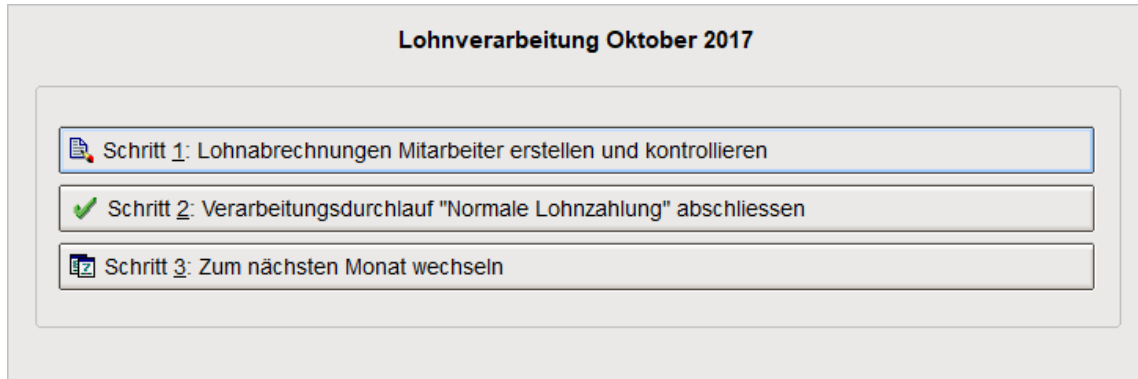 Lohnverarbeitung Oktober 2017
Schritt 1: Lohnabrechnungen Mitarbeiter erstellen und kontrollieren
Schritt 2: Verarbeitungsdurchlauf "Normale Lohnzahlung" abschliessen
Schritt 3: Zum nächsten Monat wechseln